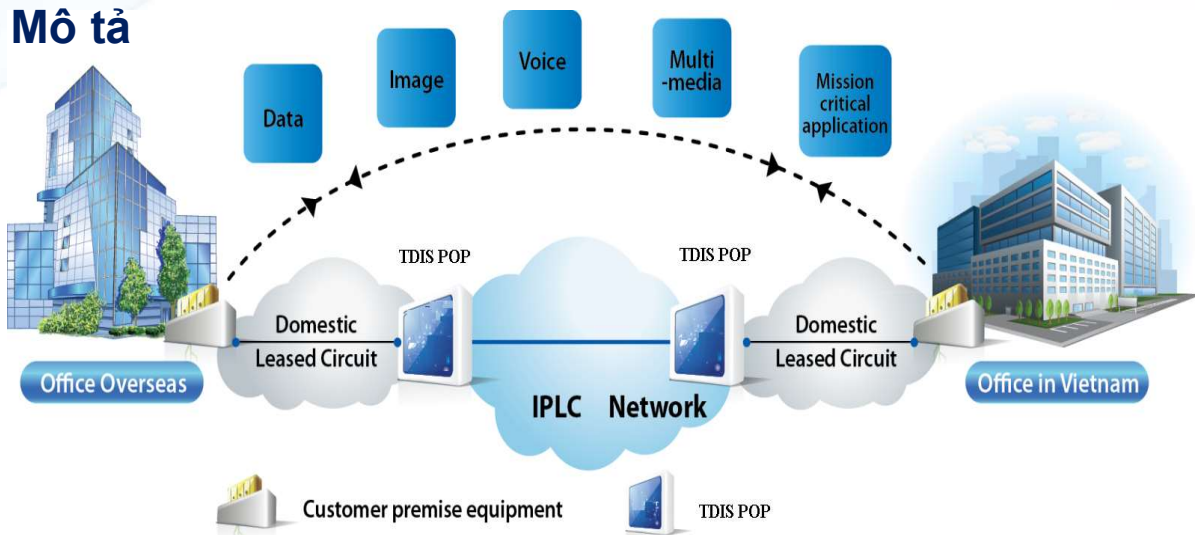 Mô tả
Data
Image
Voice
Multi
-media
Mission
critical
application
TDIS POP
TDIS POP
Domestic
Leased Circuit
Domestic
Leased Circuit
Office Overseas
Office in Vietnam
IPLC Network
Customer premise equipment
TDIS POP